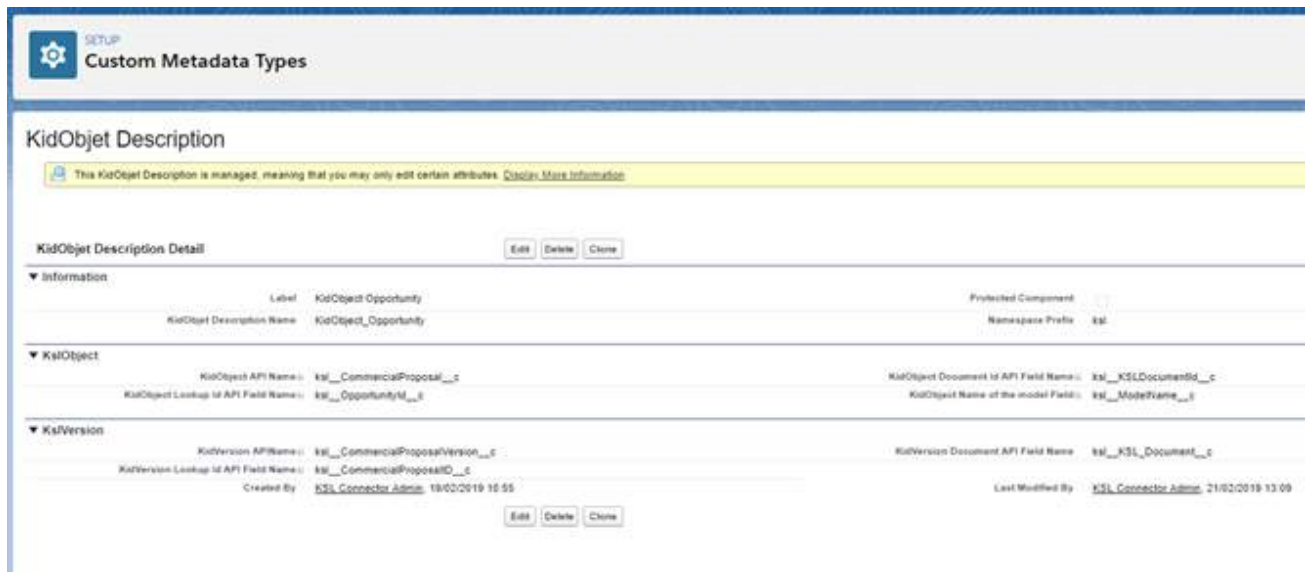 SETUP
Custom Metadata Types
KidObjet Description
This KidObjet Description is managed, meaning that you may only edit certain attributes. Display More Information
KidObjet Description Detail Edit Delete Clone
Information
Label KidObject Opportunity Protected Component
KidObjet Description Name KidObject_Opportunity Namespace Prefix ksl
KslObject
KidObject API Name ksl__CommercialProposal__c KidObject Document Id API Field Name ksl__KSLDocumentId__c
KidObject Lookup Id API Field Name ksl__OpportunityId__c KidObject Name of the model Field ksl__ModelName__c
KslVersion
KidVersion APIName ksl__CommercialProposalVersion__c KidVersion Document API Field Name ksl__KSL_Document__c
KidVersion Lookup Id API Field Name ksl__CommercialProposalID__c
Created By KSL Connector Admin, 19/02/2019 10:55 Last Modified By KSL Connector Admin, 21/02/2019 13:09
Edit Delete Clone